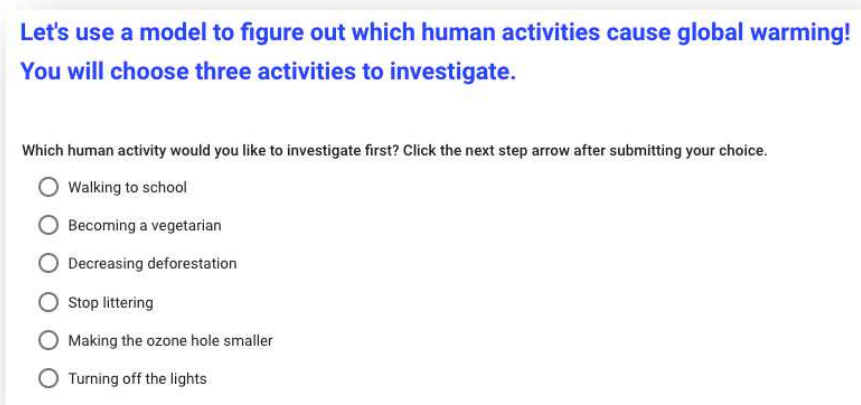 Let's use a model to figure out which human activities cause global warming!
You will choose three activities to investigate.
Which human activity would you like to investigate first? Click the next step arrow after submitting your choice.
Walking to school
Becoming a vegetarian
Decreasing deforestation
Stop littering
Making the ozone hole smaller
Turning off the lights